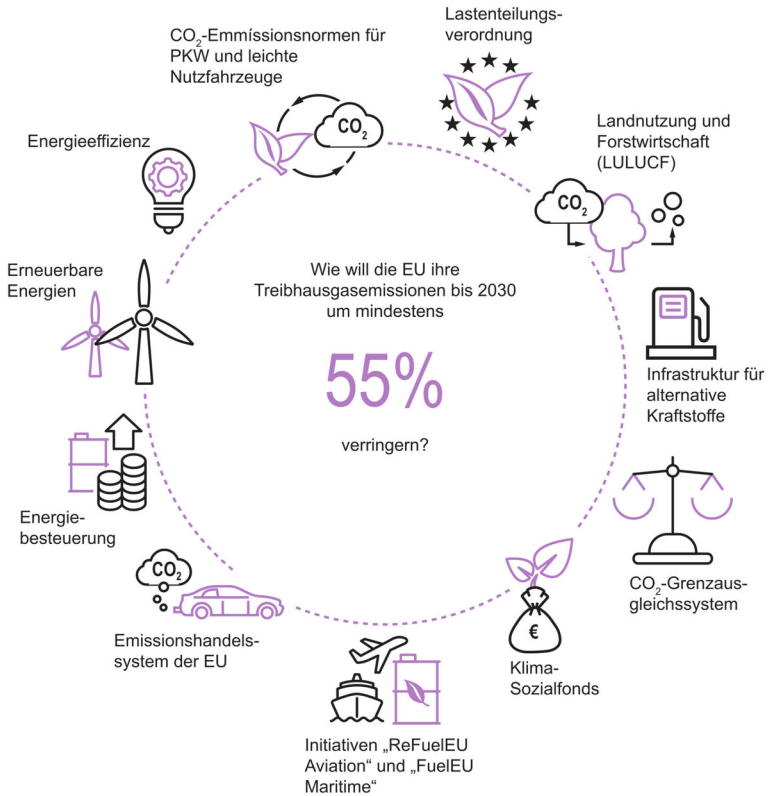 Lastenteilungs-
verordnung
CO₂-Emmíssionsnormen für
PKW und leichte
Nutzfahrzeuge
CO₂
Landnutzung und
Forstwirtschaft
(LULUCF)
CO₂
Energieeffizienz
Erneuerbare
Energien
Wie will die EU ihre
Treibhausgasemissionen bis 2030
um mindestens
55%
verringern?
Infrastruktur für
alternative
Kraftstoffe
Energie-
besteuerung
CO₂-Grenzaus-
gleichssystem
CO₂
Emissionshandels-
system der EU
€
Klima-
Sozialfonds
Initiativen „ReFuelEU
Aviation“ und „FuelEU
Maritime“